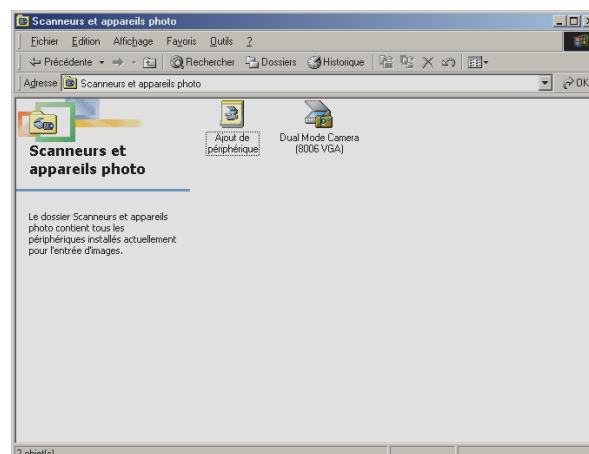 Scanneurs et appareils photo
Fichier Edition Affichage Favoris Outils ?
Précédente Rechercher Dossiers Historique
Adresse Scanneurs et appareils photo OK
Scanneurs et
appareils photo
Le dossier Scanneurs et appareils
photo contient tous les
périphériques installés actuellement
pour l'entrée d'images.
Ajout de
périphérique
Dual Mode Camera
(8006 VGA)
2 objet(s)